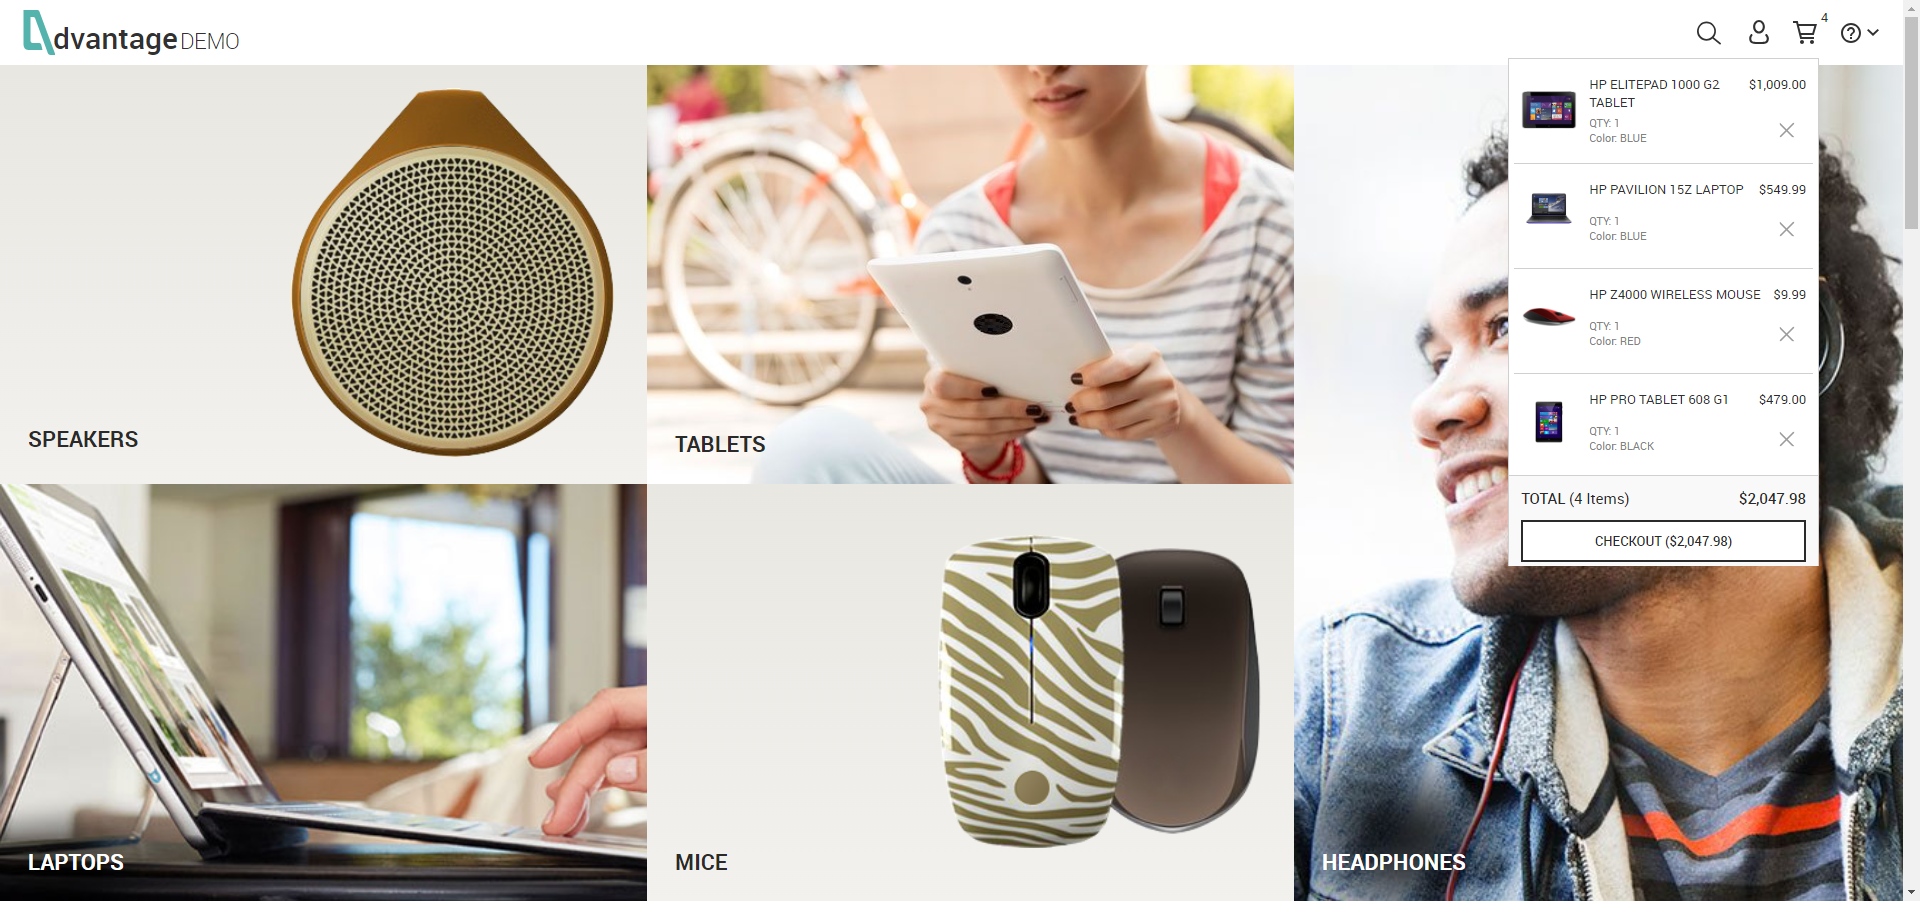 dvantage DEMO
4
HP ELITEPAD 1000 G2 TABLET $1,009.00
QTY: 1
Color: BLUE
HP PAVILION 15Z LAPTOP $549.99
QTY: 1
Color: BLUE
HP Z4000 WIRELESS MOUSE $9.99
QTY: 1
Color: RED
HP PRO TABLET 608 G1 $479.00
QTY: 1
Color: BLACK
TOTAL (4 Items) $2,047.98
CHECKOUT ($2,047.98)
SPEAKERS
TABLETS
LAPTOPS
MICE
HEADPHONES